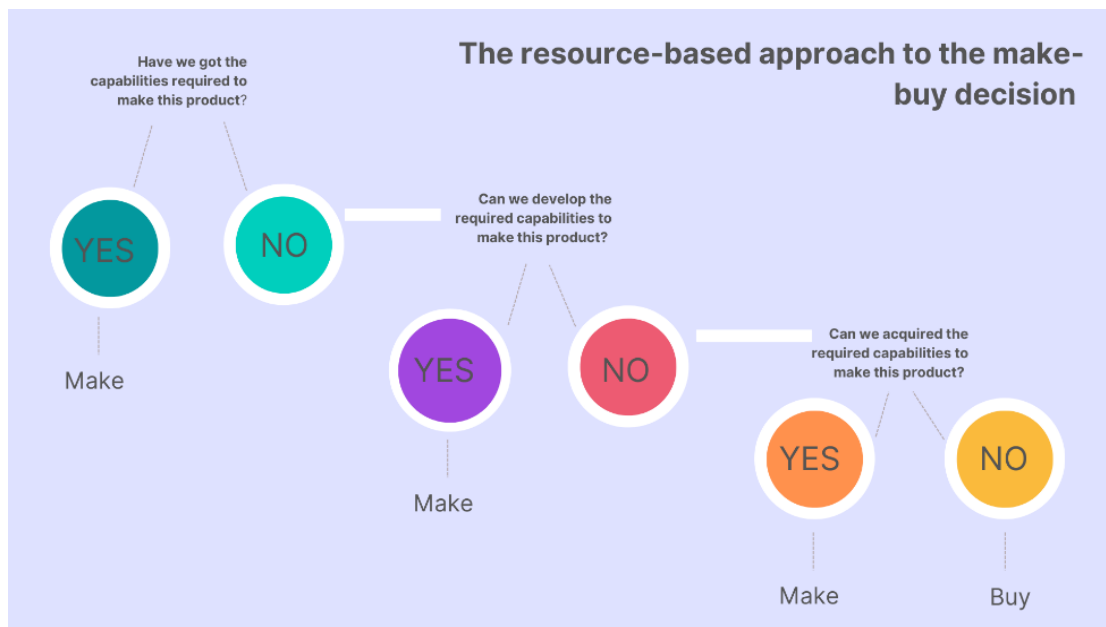 The resource-based approach to the make-
buy decision
Have we got the
capabilities required to
make this product?
YES
NO
Make
Can we develop the
required capabilities to
make this product?
YES
NO
Make
Can we acquired the
required capabilities to
make this product?
YES
NO
Make
Buy